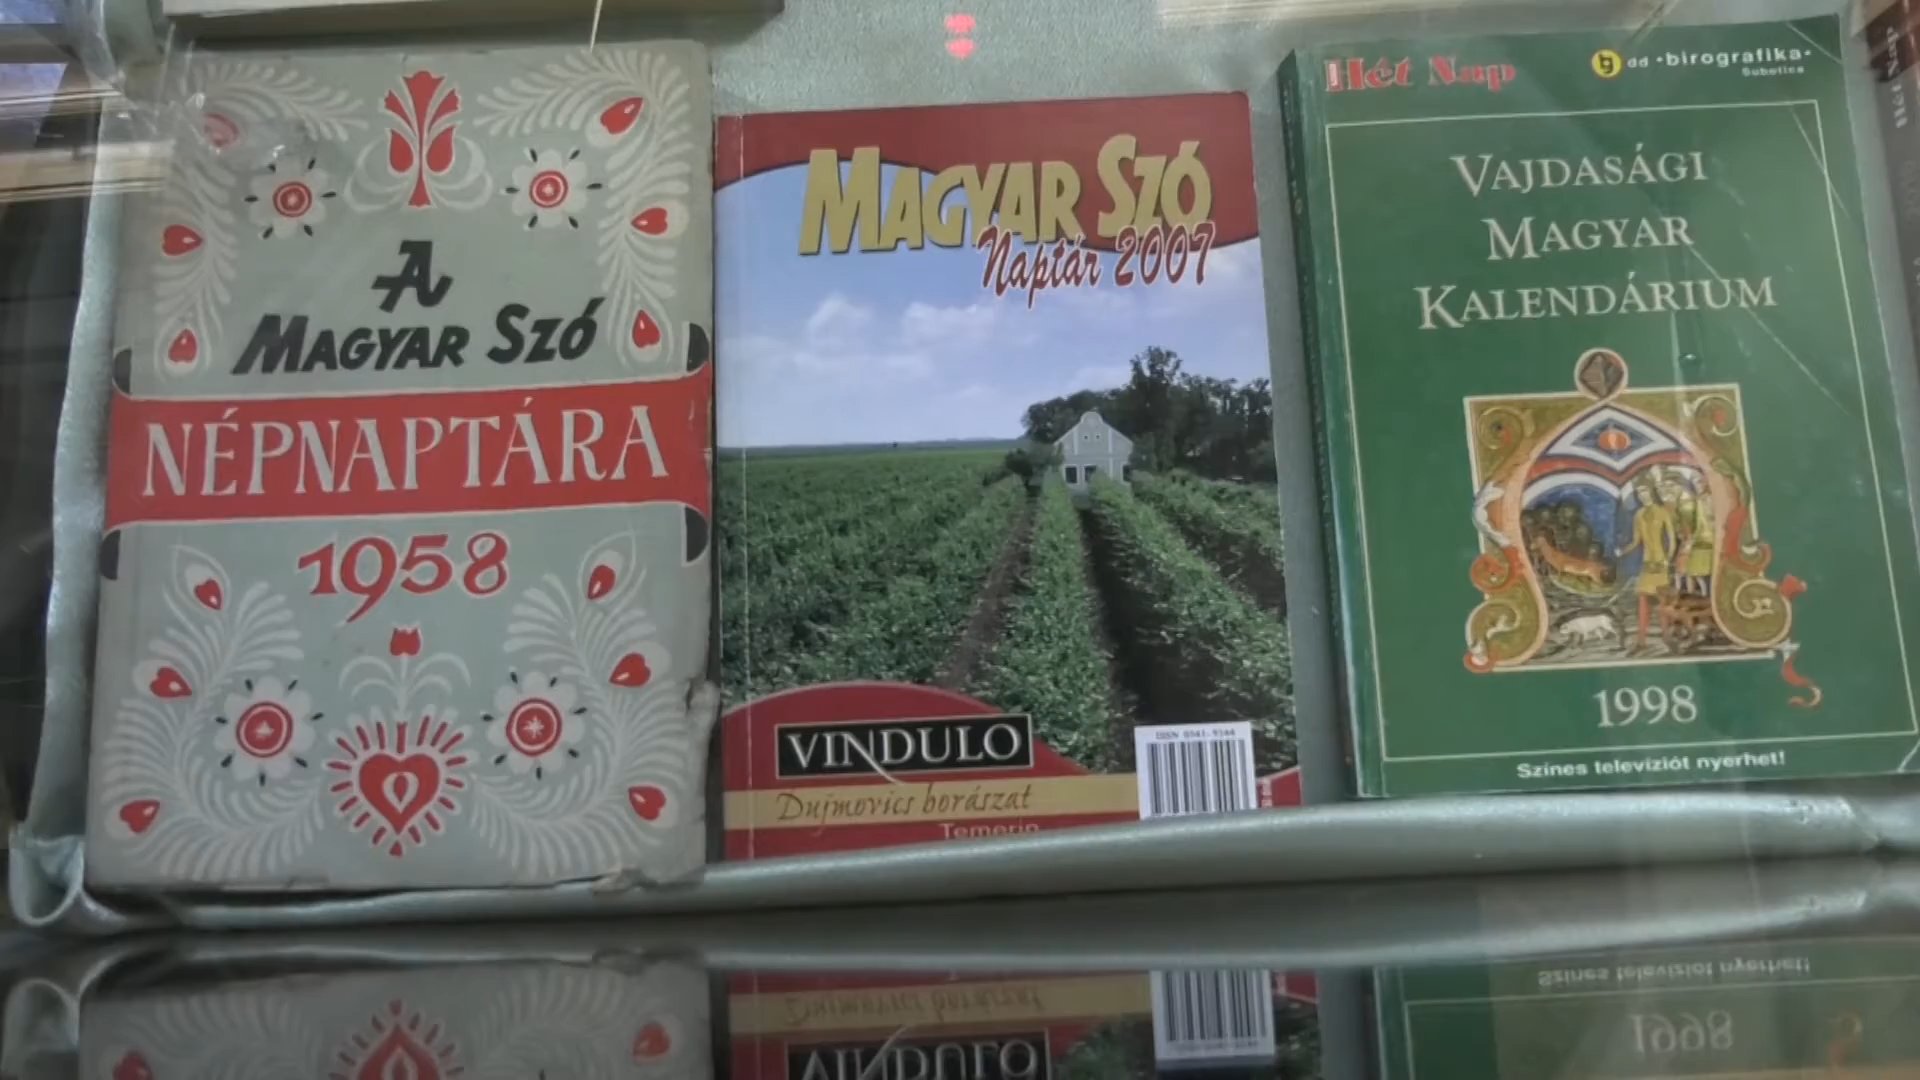 A
MAGYAR SZÓ
NÉPNAPTÁRA
1958
MAGYAR SZÓ
Naptár 2007
VINDULO
Dujmovics borászat
Temerin
Hét Nap
dd •birografika•
Subotica
VAJDASÁGI
MAGYAR
KALENDÁRIUM
1998
Színes televíziót nyerhet!